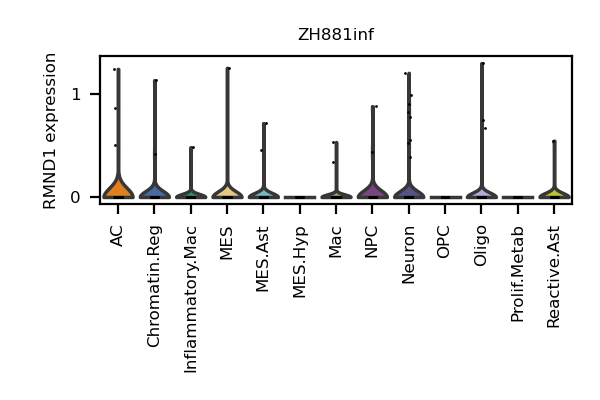 ZH881inf
RMND1 expression
1
0
AC
Chromatin.Reg
Inflammatory.Mac
MES
MES.Ast
MES.Hyp
Mac
NPC
Neuron
OPC
Oligo
Prolif.Metab
Reactive.Ast